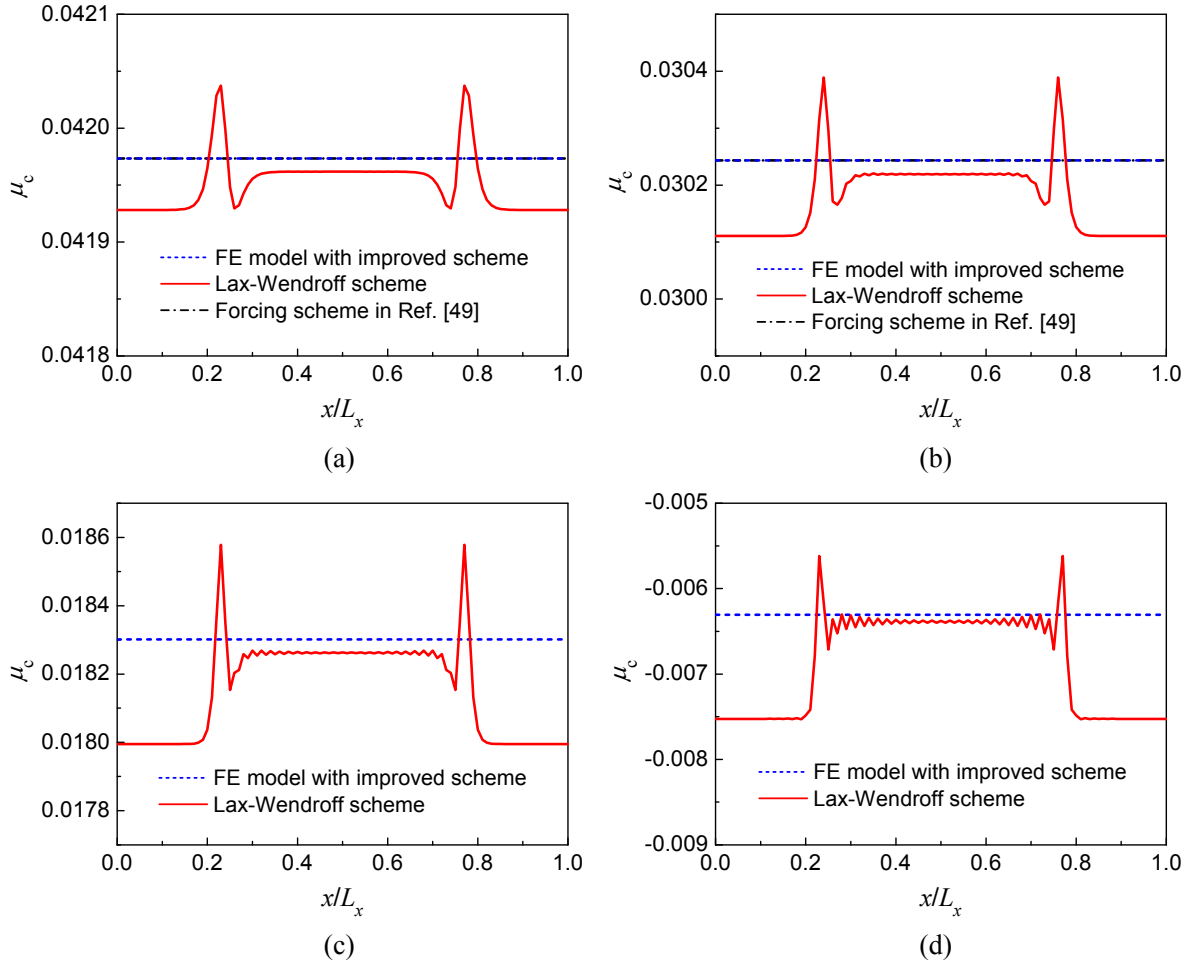 0.0421
0.0420
0.0419
0.0418
μc
0.0 0.2 0.4 0.6 0.8 1.0
x/Lx
FE model with improved scheme
Lax-Wendroff scheme
Forcing scheme in Ref. [49]
(a)
0.0304
0.0302
0.0300
μc
0.0 0.2 0.4 0.6 0.8 1.0
x/Lx
FE model with improved scheme
Lax-Wendroff scheme
Forcing scheme in Ref. [49]
(b)
0.0186
0.0184
0.0182
0.0180
0.0178
μc
0.0 0.2 0.4 0.6 0.8 1.0
x/Lx
FE model with improved scheme
Lax-Wendroff scheme
(c)
-0.005
-0.006
-0.007
-0.008
-0.009
μc
0.0 0.2 0.4 0.6 0.8 1.0
x/Lx
FE model with improved scheme
Lax-Wendroff scheme
(d)